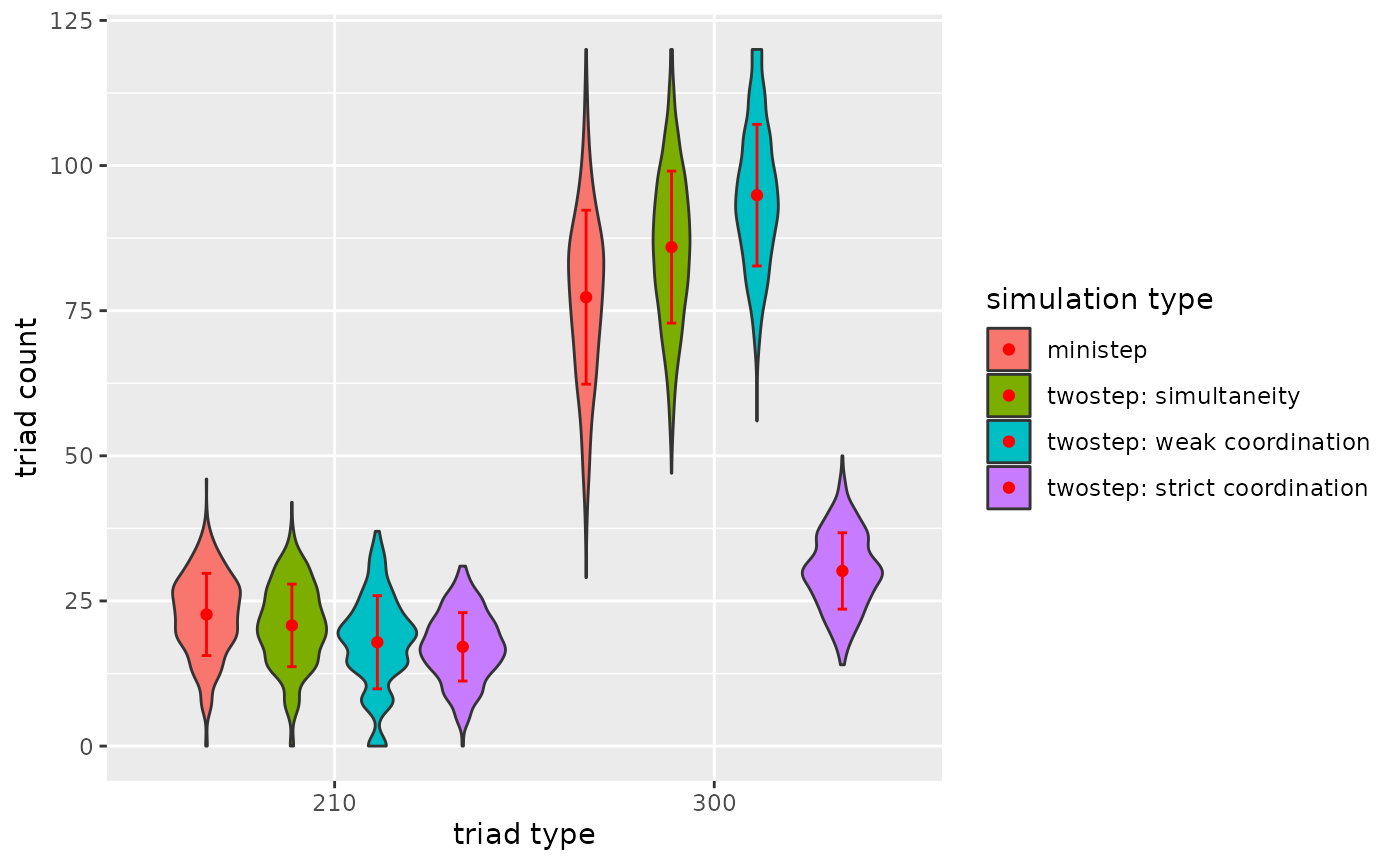 125
100
75
50
25
0
triad count
210
300
triad type
simulation type
ministep
twostep: simultaneity
twostep: weak coordination
twostep: strict coordination